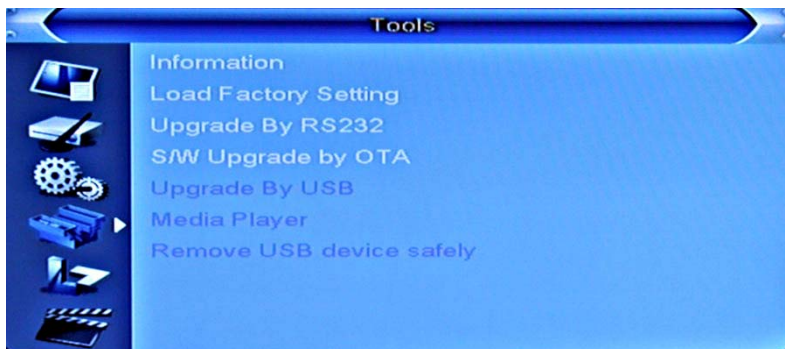 Tools
Information
Load Factory Setting
Upgrade By RS232
S/W Upgrade by OTA
Upgrade By USB
Media Player
Remove USB device safely